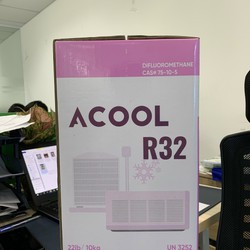 DIFLUOROMETHANE
CAS# 75-10-5
ACOOL
R32
22lb / 10kg
UN 3252